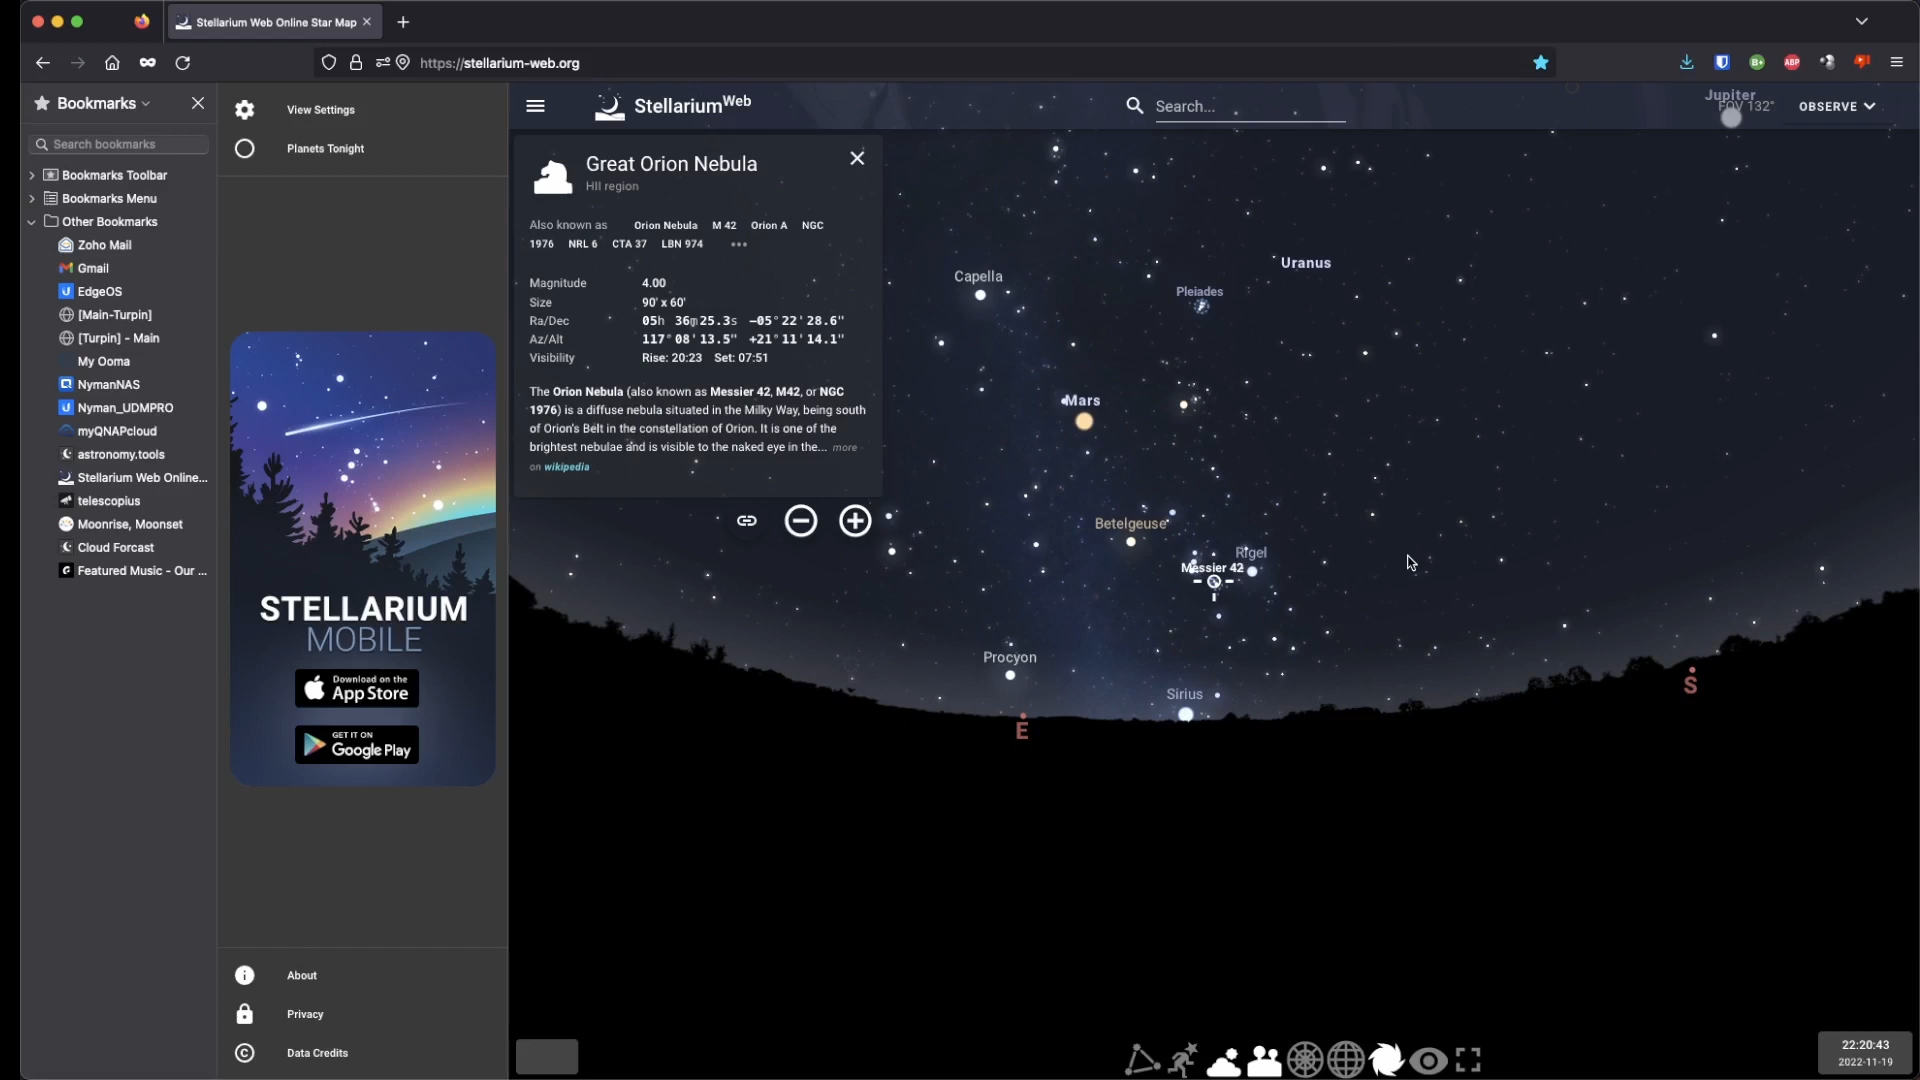 Stellarium Web Online Star Map
https://stellarium-web.org
B+
ABP
Bookmarks
Search bookmarks
Bookmarks Toolbar
Bookmarks Menu
Other Bookmarks
Zoho Mail
Gmail
EdgeOS
[Main-Turpin]
[Turpin] - Main
My Ooma
NymanNAS
Nyman_UDMPRO
myQNAPcloud
astronomy.tools
Stellarium Web Online...
telescopius
Moonrise, Moonset
Cloud Forcast
Featured Music - Our ...
View Settings
Planets Tonight
STELLARIUM
MOBILE
Download on the
App Store
GET IT ON
Google Play
About
Privacy
Data Credits
StellariumWeb
Search...
Jupiter
FOV 132°
OBSERVE
Great Orion Nebula
HII region
Also known as Orion Nebula M 42 Orion A NGC
1976 NRL 6 CTA 37 LBN 974 •••
Magnitude 4.00
Size 90' x 60'
Ra/Dec 05h 36m25.3s −05°22'28.6"
Az/Alt 117°08'13.5" +21°11'14.1"
Visibility Rise: 20:23 Set: 07:51
The Orion Nebula (also known as Messier 42, M42, or NGC
1976) is a diffuse nebula situated in the Milky Way, being south
of Orion's Belt in the constellation of Orion. It is one of the
brightest nebulae and is visible to the naked eye in the... more
on wikipedia
Capella
Uranus
Pleiades
Mars
Betelgeuse
Rigel
Messier 42
Procyon
Sirius
E
S
22:20:43
2022-11-19